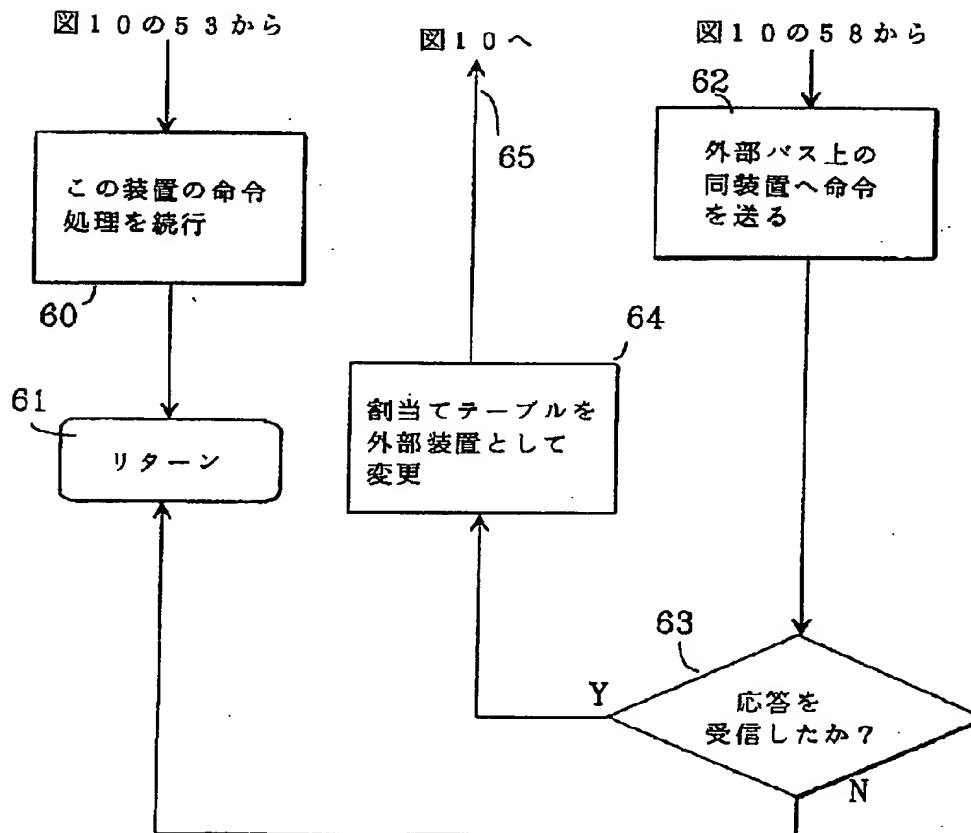 図10の53から
図10へ
図10の58から
62
65
外部バス上の
同装置へ命令
を送る
この装置の命令
処理を続行
60
64
61
割当てテーブルを
外部装置として
変更
リターン
63
Y
応答を
受信したか?
N